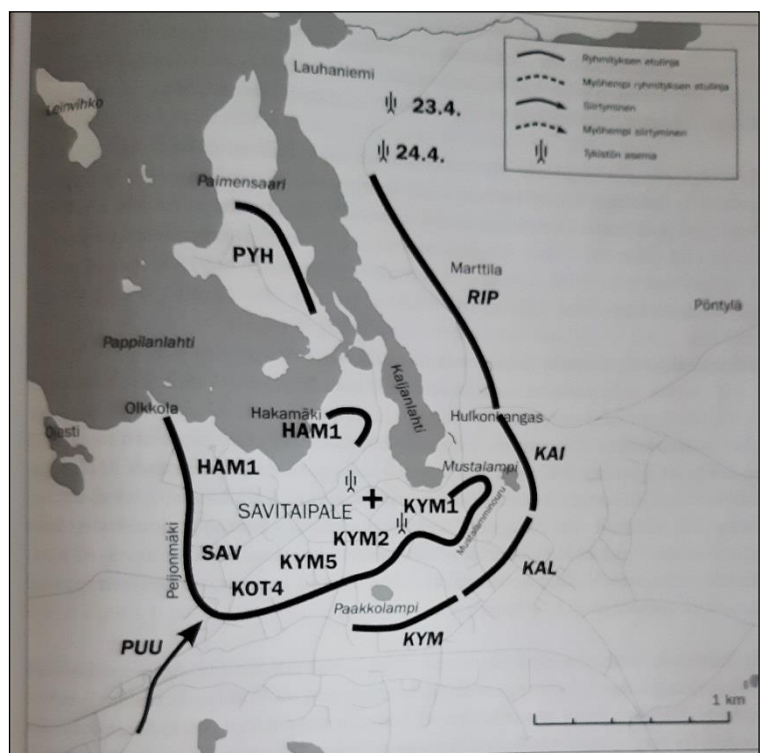 Lauhaniemi
23.4.
24.4.
Ryhmityksen etulinja
Myöhempi ryhmityksen etulinja
Siirtyminen
Myöhempi siirtyminen
Tykistön asema
Leinvihko
Paimensaari
PYH
Marttila
RIP
Pöntylä
Pappilanlahti
Kaijanlahti
Olkkola
Hakamäki
HAM1
Hulkonkangas
HAM1
KAI
Mustalampi
SAVITAIPALE
KYM1
Mustalamminouru
KYM2
SAV
KYM5
Peijonmäki
KOT4
KAL
Paakkolampi
KYM
PUU
1 km